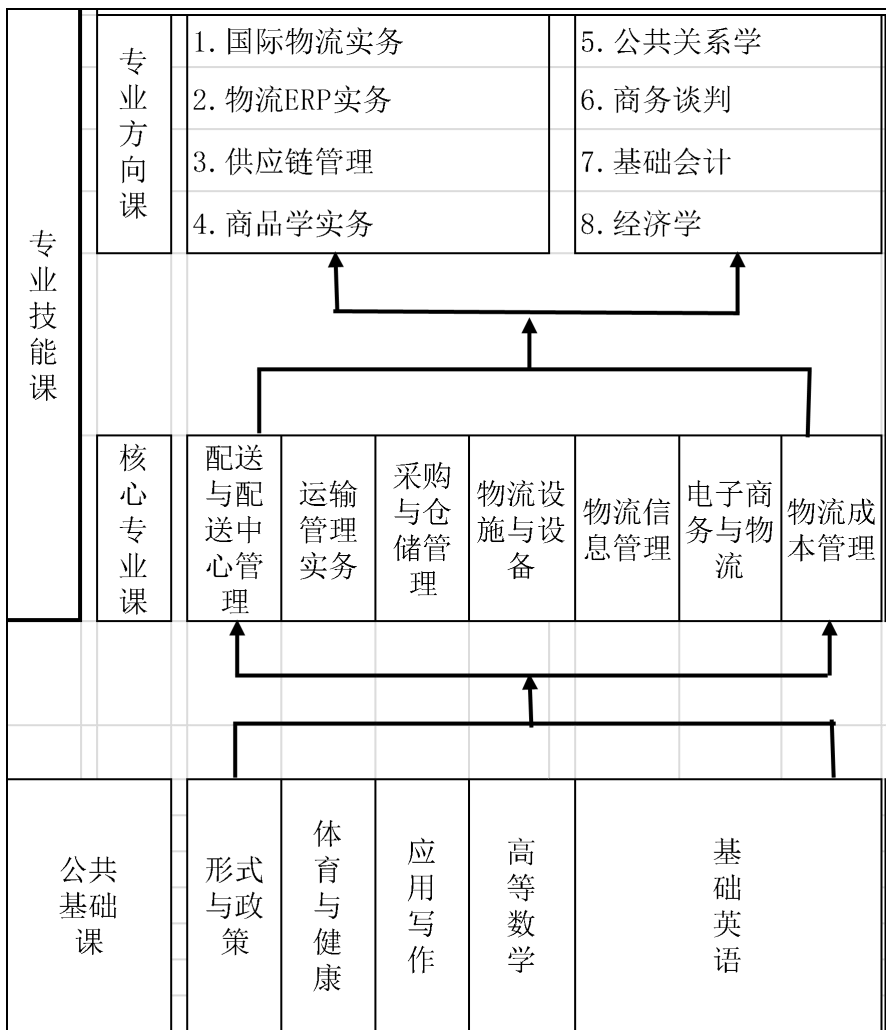 专业技能课
专业方向课
1.国际物流实务
2.物流ERP实务
3.供应链管理
4.商品学实务
5.公共关系学
6.商务谈判
7.基础会计
8.经济学
核心专业课
配送
与配
送中
心管
理
运输
管理
实务
采购
与仓
储管
理
物流设
施与设
备
物流信
息管理
电子商
务与物
流
物流成
本管理
公共
基础
课
形式
与政
策
体育与健康
应用写作
高等数学
基础英语